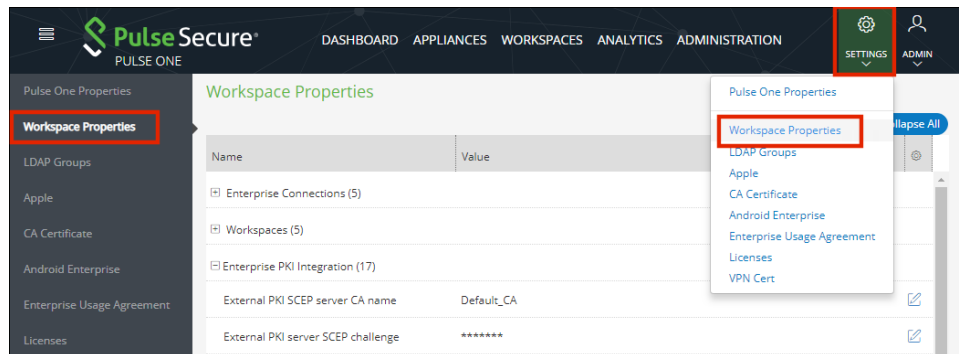 Pulse Secure®
PULSE ONE
DASHBOARD APPLIANCES WORKSPACES ANALYTICS ADMINISTRATION
SETTINGS
ADMIN
Pulse One Properties
Workspace Properties
LDAP Groups
Apple
CA Certificate
Android Enterprise
Enterprise Usage Agreement
Licenses
Workspace Properties
llapse All
Name Value
Enterprise Connections (5)
Workspaces (5)
Enterprise PKI Integration (17)
External PKI SCEP server CA name Default_CA
External PKI server SCEP challenge *******
Pulse One Properties
Workspace Properties
LDAP Groups
Apple
CA Certificate
Android Enterprise
Enterprise Usage Agreement
Licenses
VPN Cert